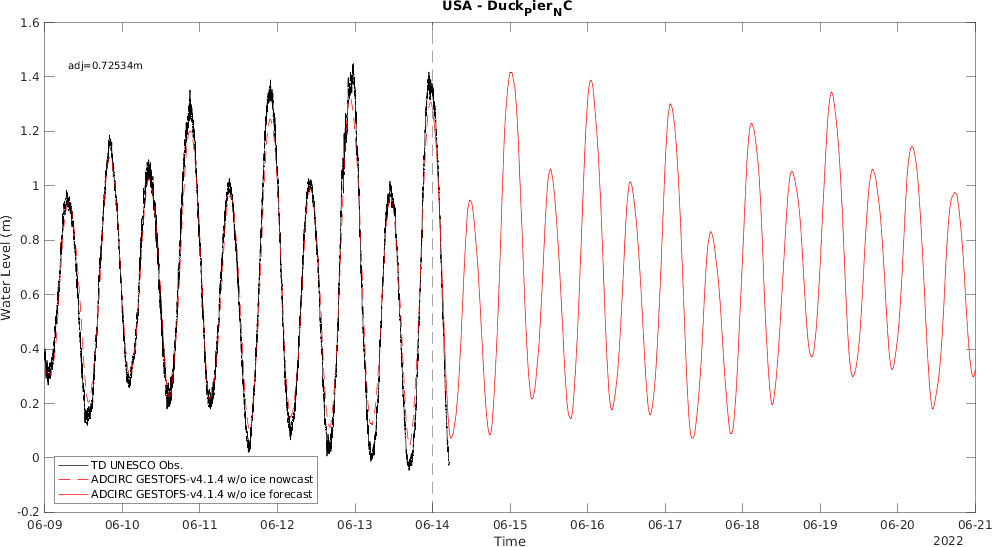 USA - Duck_Pier_NC
adj=0.72534m
1.6
1.4
1.2
1
0.8
0.6
0.4
0.2
0
-0.2
Water Level (m)
TD UNESCO Obs.
ADCIRC GESTOFS-v4.1.4 w/o ice nowcast
ADCIRC GESTOFS-v4.1.4 w/o ice forecast
06-09 06-10 06-11 06-12 06-13 06-14 06-15 06-16 06-17 06-18 06-19 06-20 06-21
Time
2022